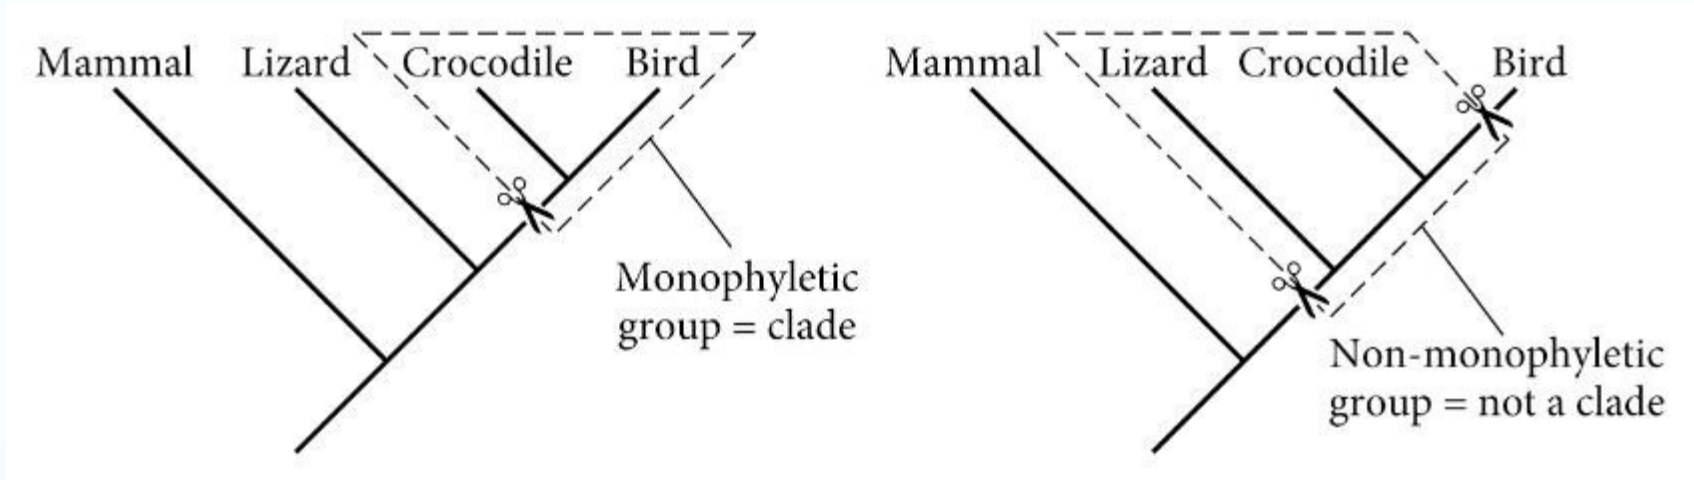 Mammal Lizard Crocodile Bird
Monophyletic
group = clade
Mammal Lizard Crocodile Bird
Non-monophyletic
group = not a clade